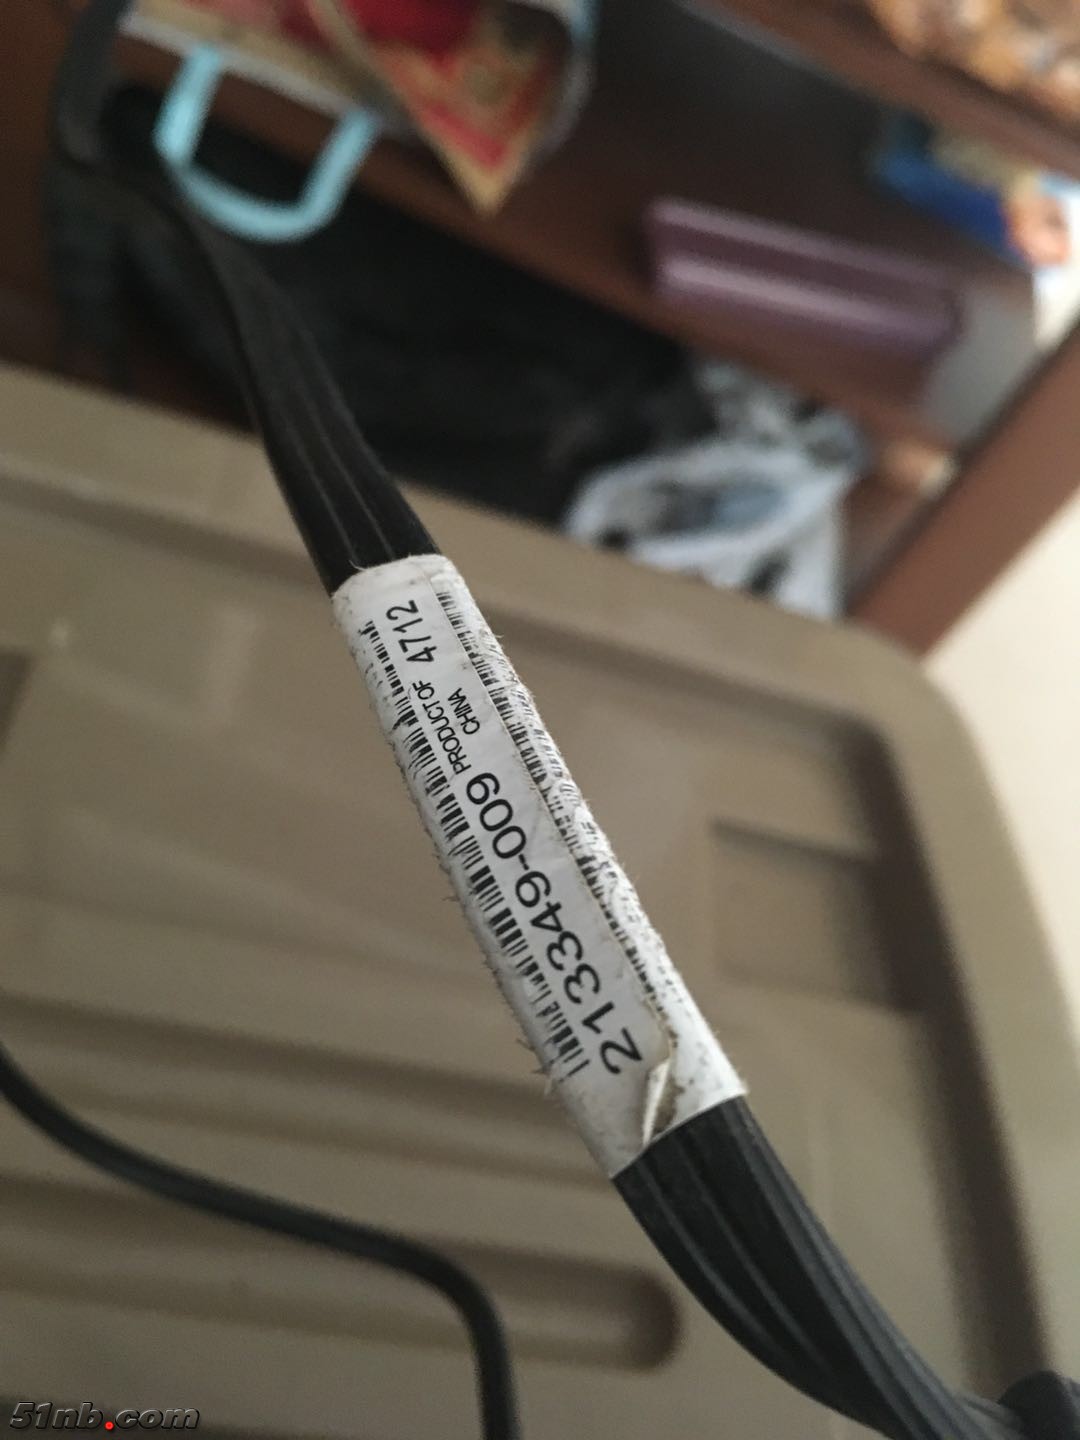 213349-009 PRODUCT OF 4712
CHINA
51nb.com